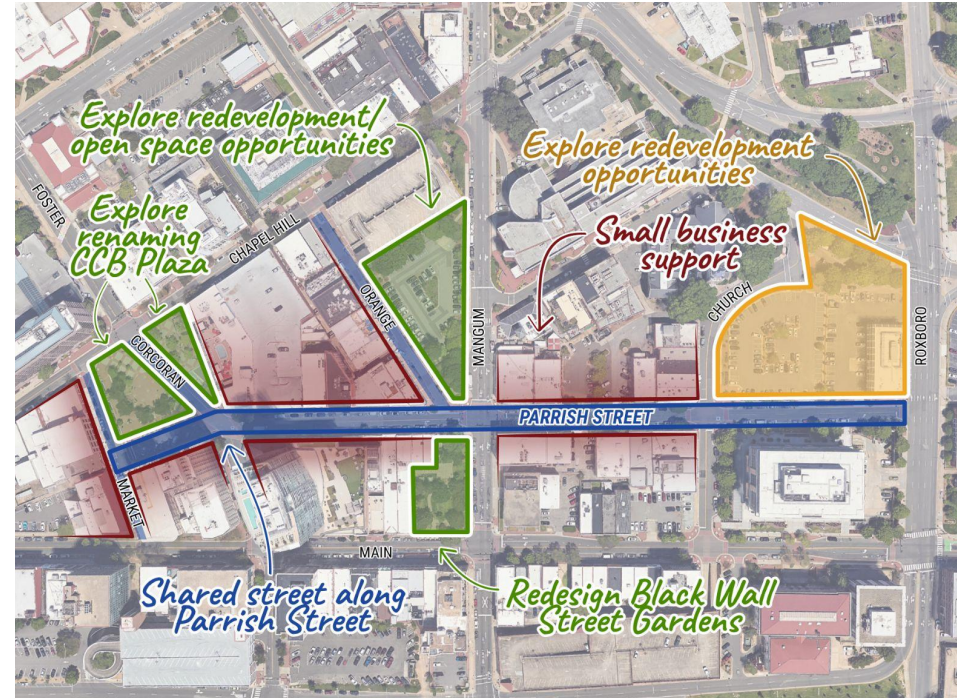 Explore redevelopment/
open space opportunities
Explore redevelopment
opportunities
FOSTER
Explore
renaming
CCB Plaza
CHAPEL HILL
Small business
support
ORANGE
MANGUM
CHURCH
ROXBORO
CORCORAN
PARRISH STREET
MARKET
MAIN
Shared street along
Parrish Street
Redesign Black Wall
Street Gardens